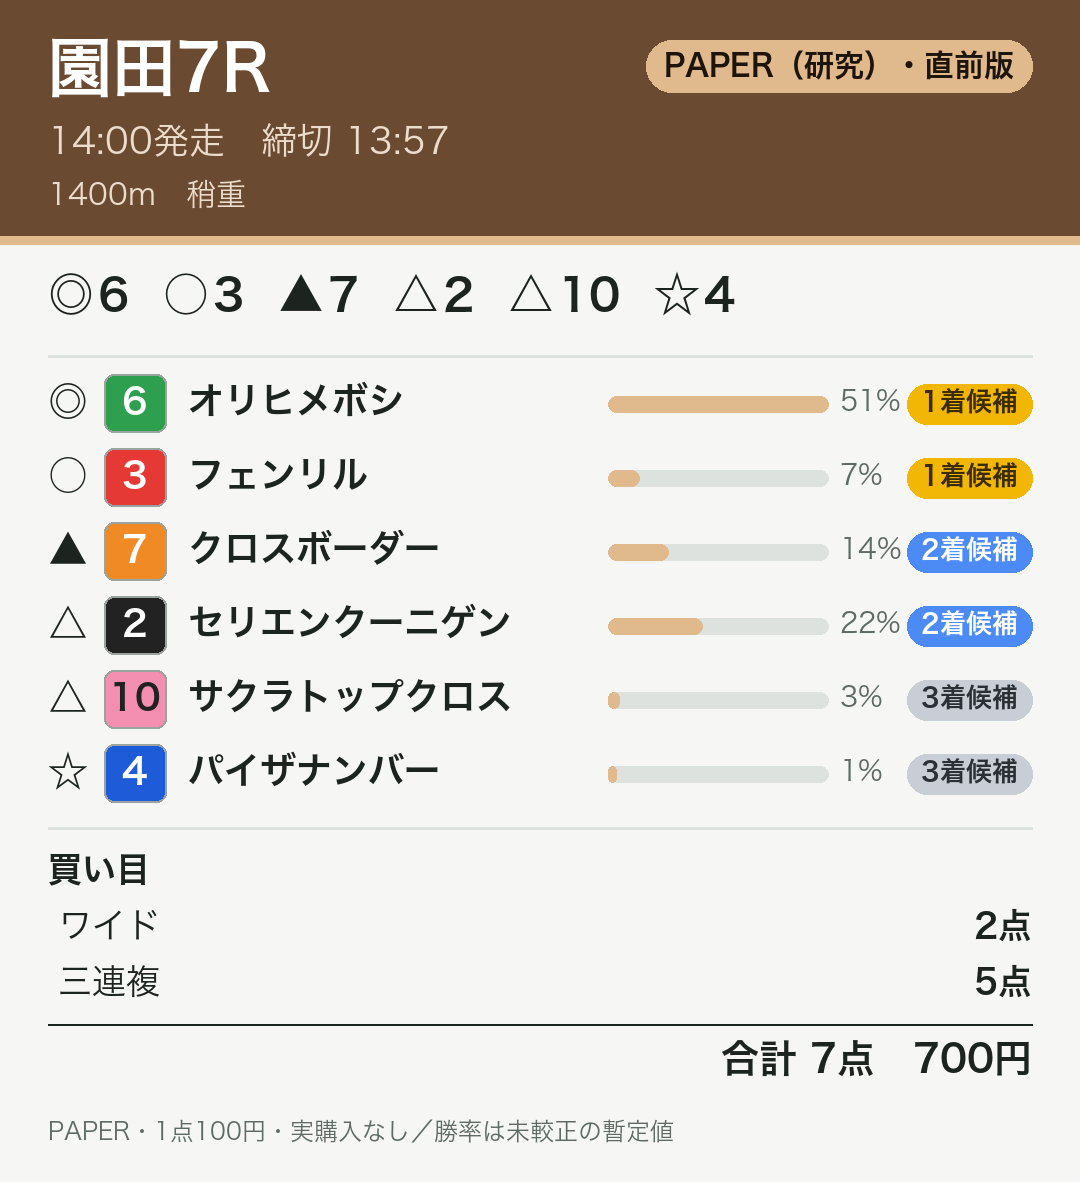 園田7R
PAPER（研究）・直前版
14:00発走　締切 13:57
1400m　稍重
◎6 ○3 ▲7 △2 △10 ☆4
◎ 6 オリヒメボシ 51% 1着候補
○ 3 フェンリル 7% 1着候補
▲ 7 クロスボーダー 14% 2着候補
△ 2 セリエンクーニゲン 22% 2着候補
△ 10 サクラトップクロス 3% 3着候補
☆ 4 パイザナンバー 1% 3着候補
買い目
ワイド 2点
三連複 5点
合計 7点　700円
PAPER・1点100円・実購入なし／勝率は未較正の暫定値